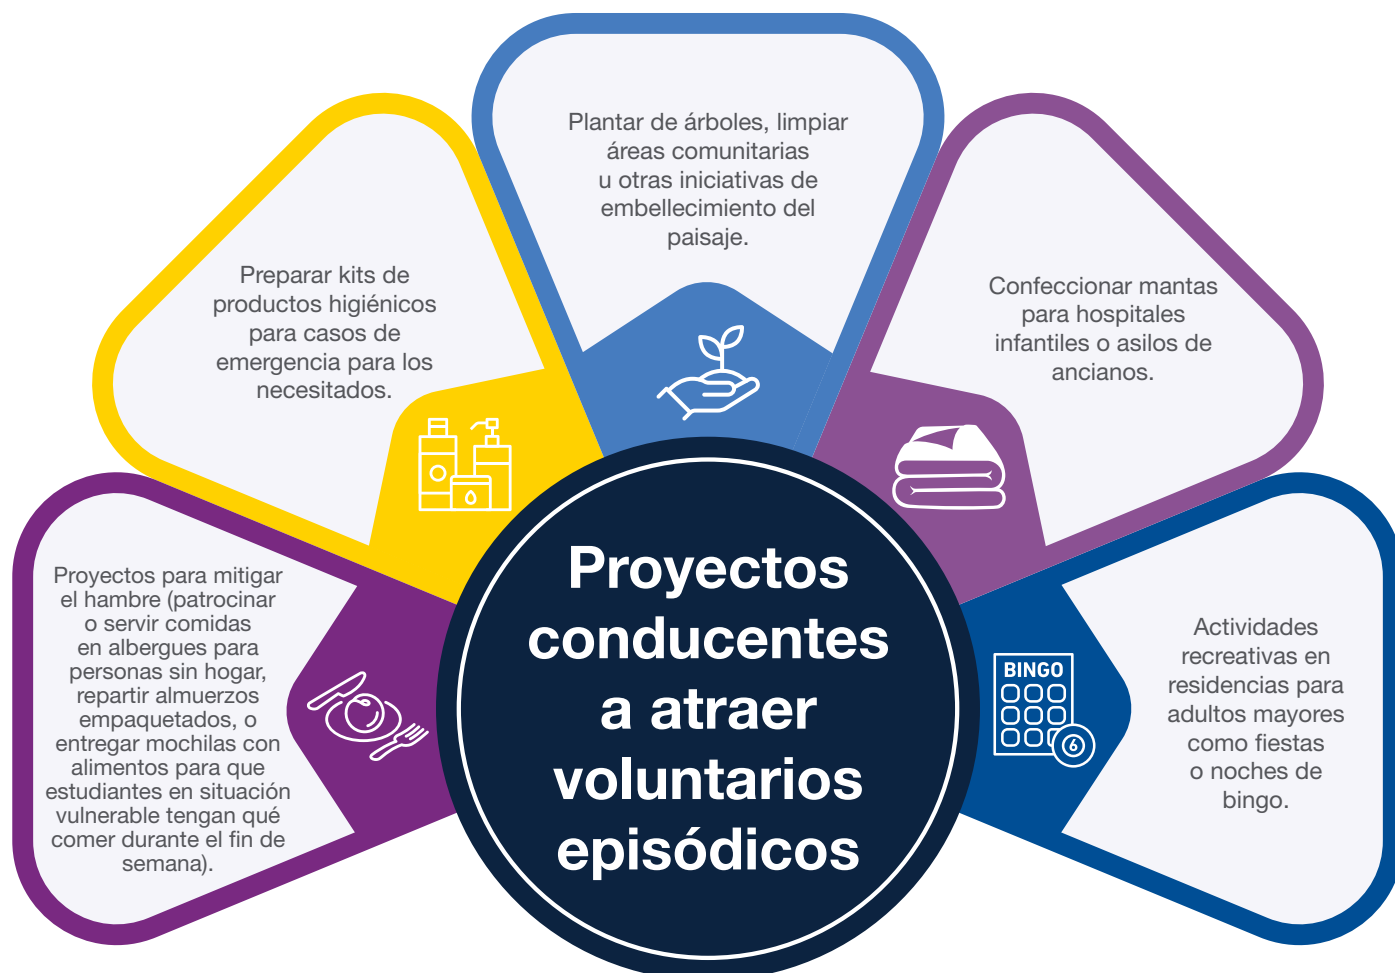 Plantar de árboles, limpiar
áreas comunitarias
u otras iniciativas de
embellecimiento del
paisaje.
Preparar kits de
productos higiénicos
para casos de
emergencia para los
necesitados.
Confeccionar mantas
para hospitales
infantiles o asilos de
ancianos.
Proyectos para mitigar
el hambre (patrocinar
o servir comidas
en albergues para
personas sin hogar,
repartir almuerzos
empaquetados, o
entregar mochilas con
alimentos para que
estudiantes en situación
vulnerable tengan qué
comer durante el fin de
semana).
Proyectos
conducentes
a atraer
voluntarios
episódicos
BINGO
6
Actividades
recreativas en
residencias para
adultos mayores
como fiestas
o noches de
bingo.